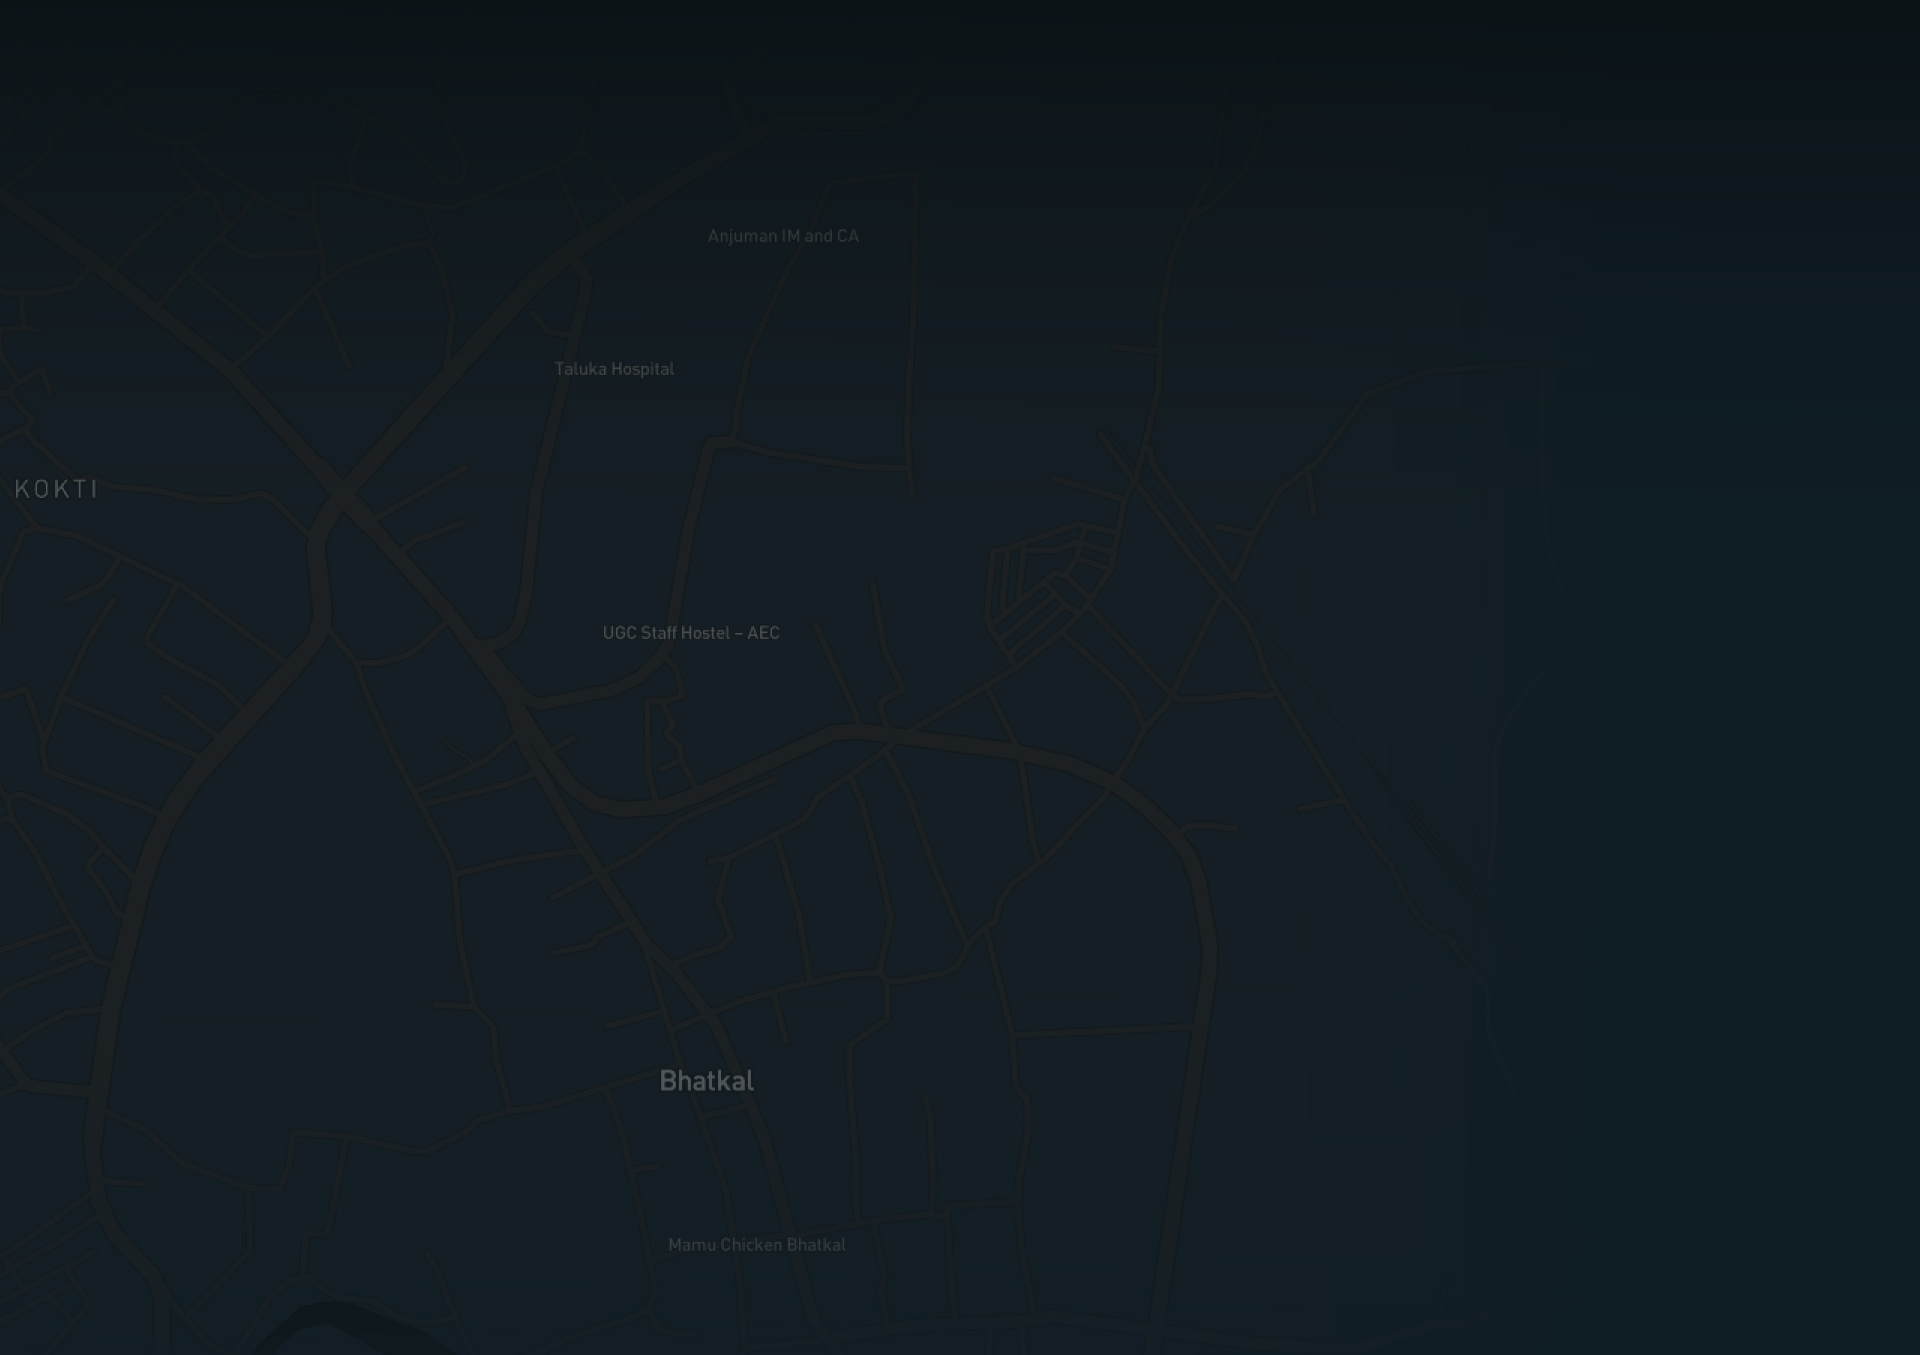 Anjuman IM and CA
Taluka Hospital
KOKTI
UGC Staff Hostel – AEC
Bhatkal
Mamu Chicken Bhatkal